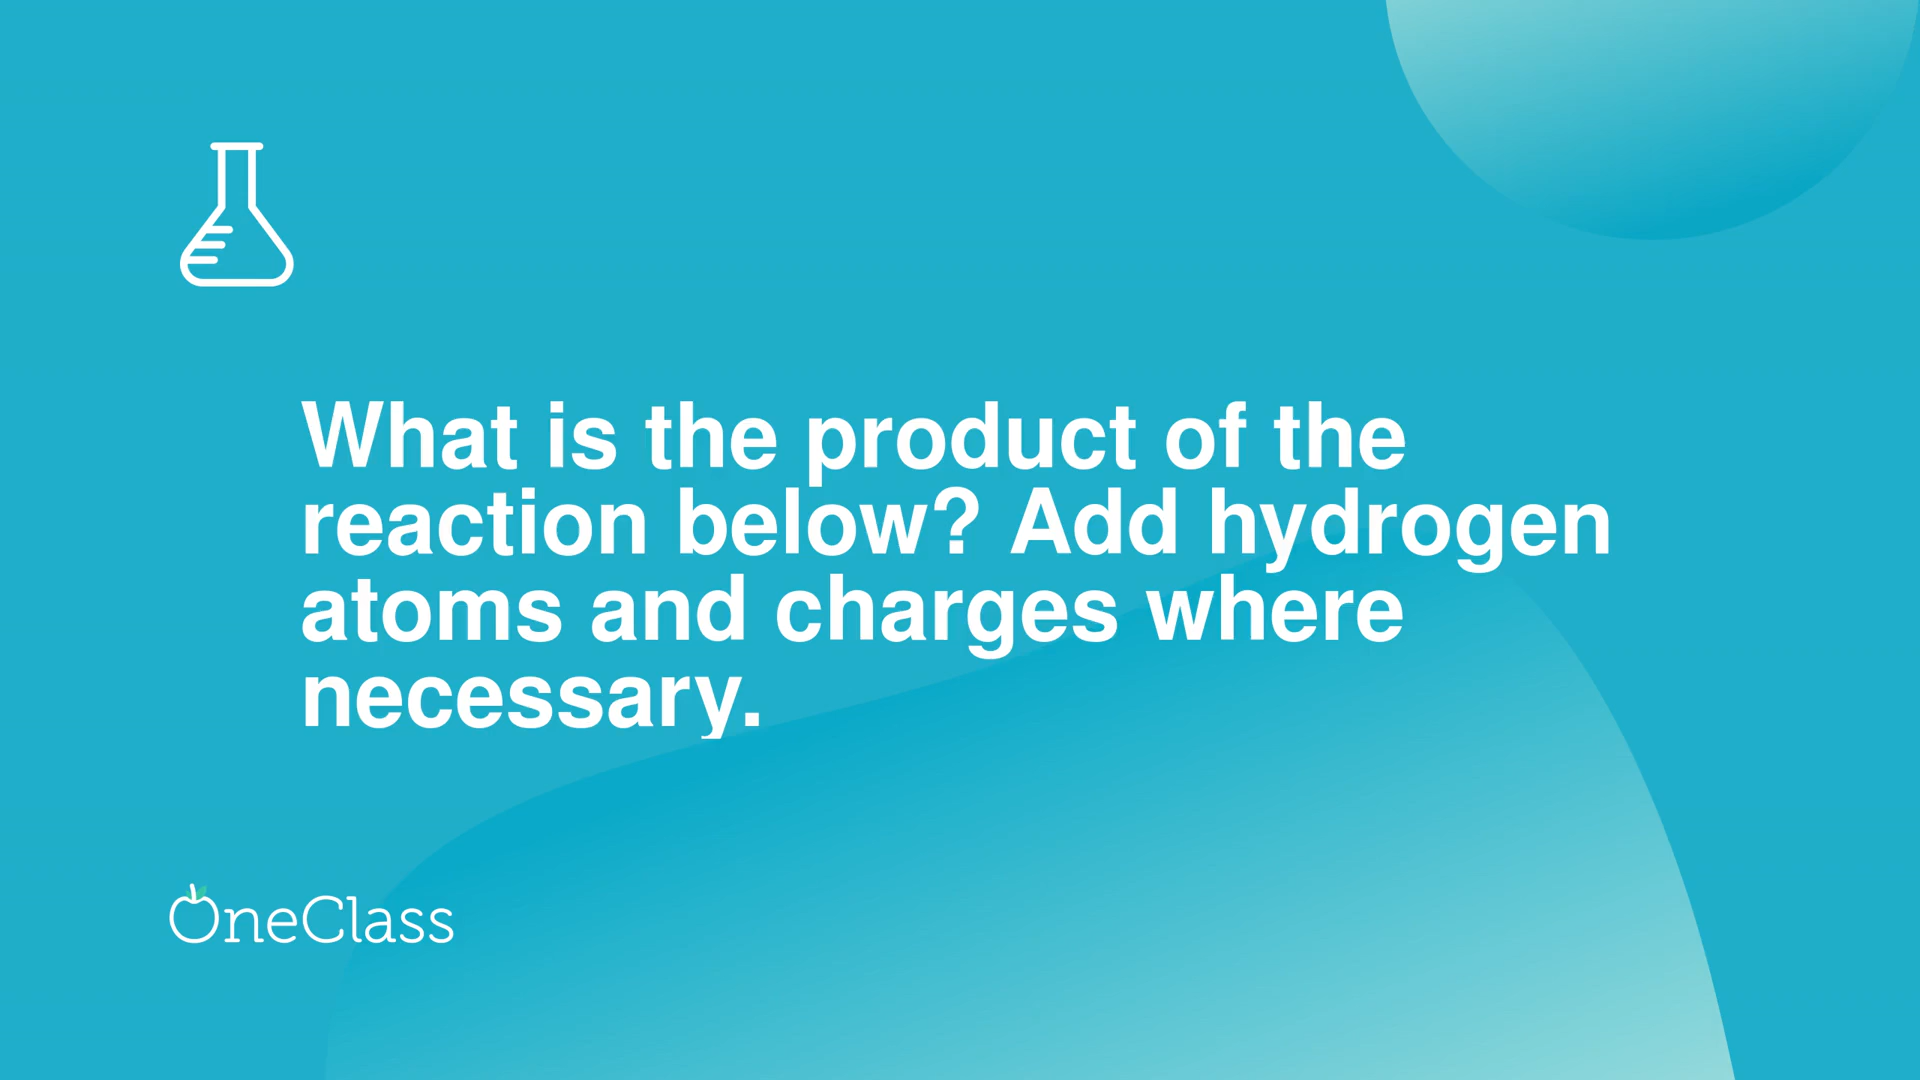 What is the product of the
reaction below? Add hydrogen
atoms and charges where
necessary.
OneClass